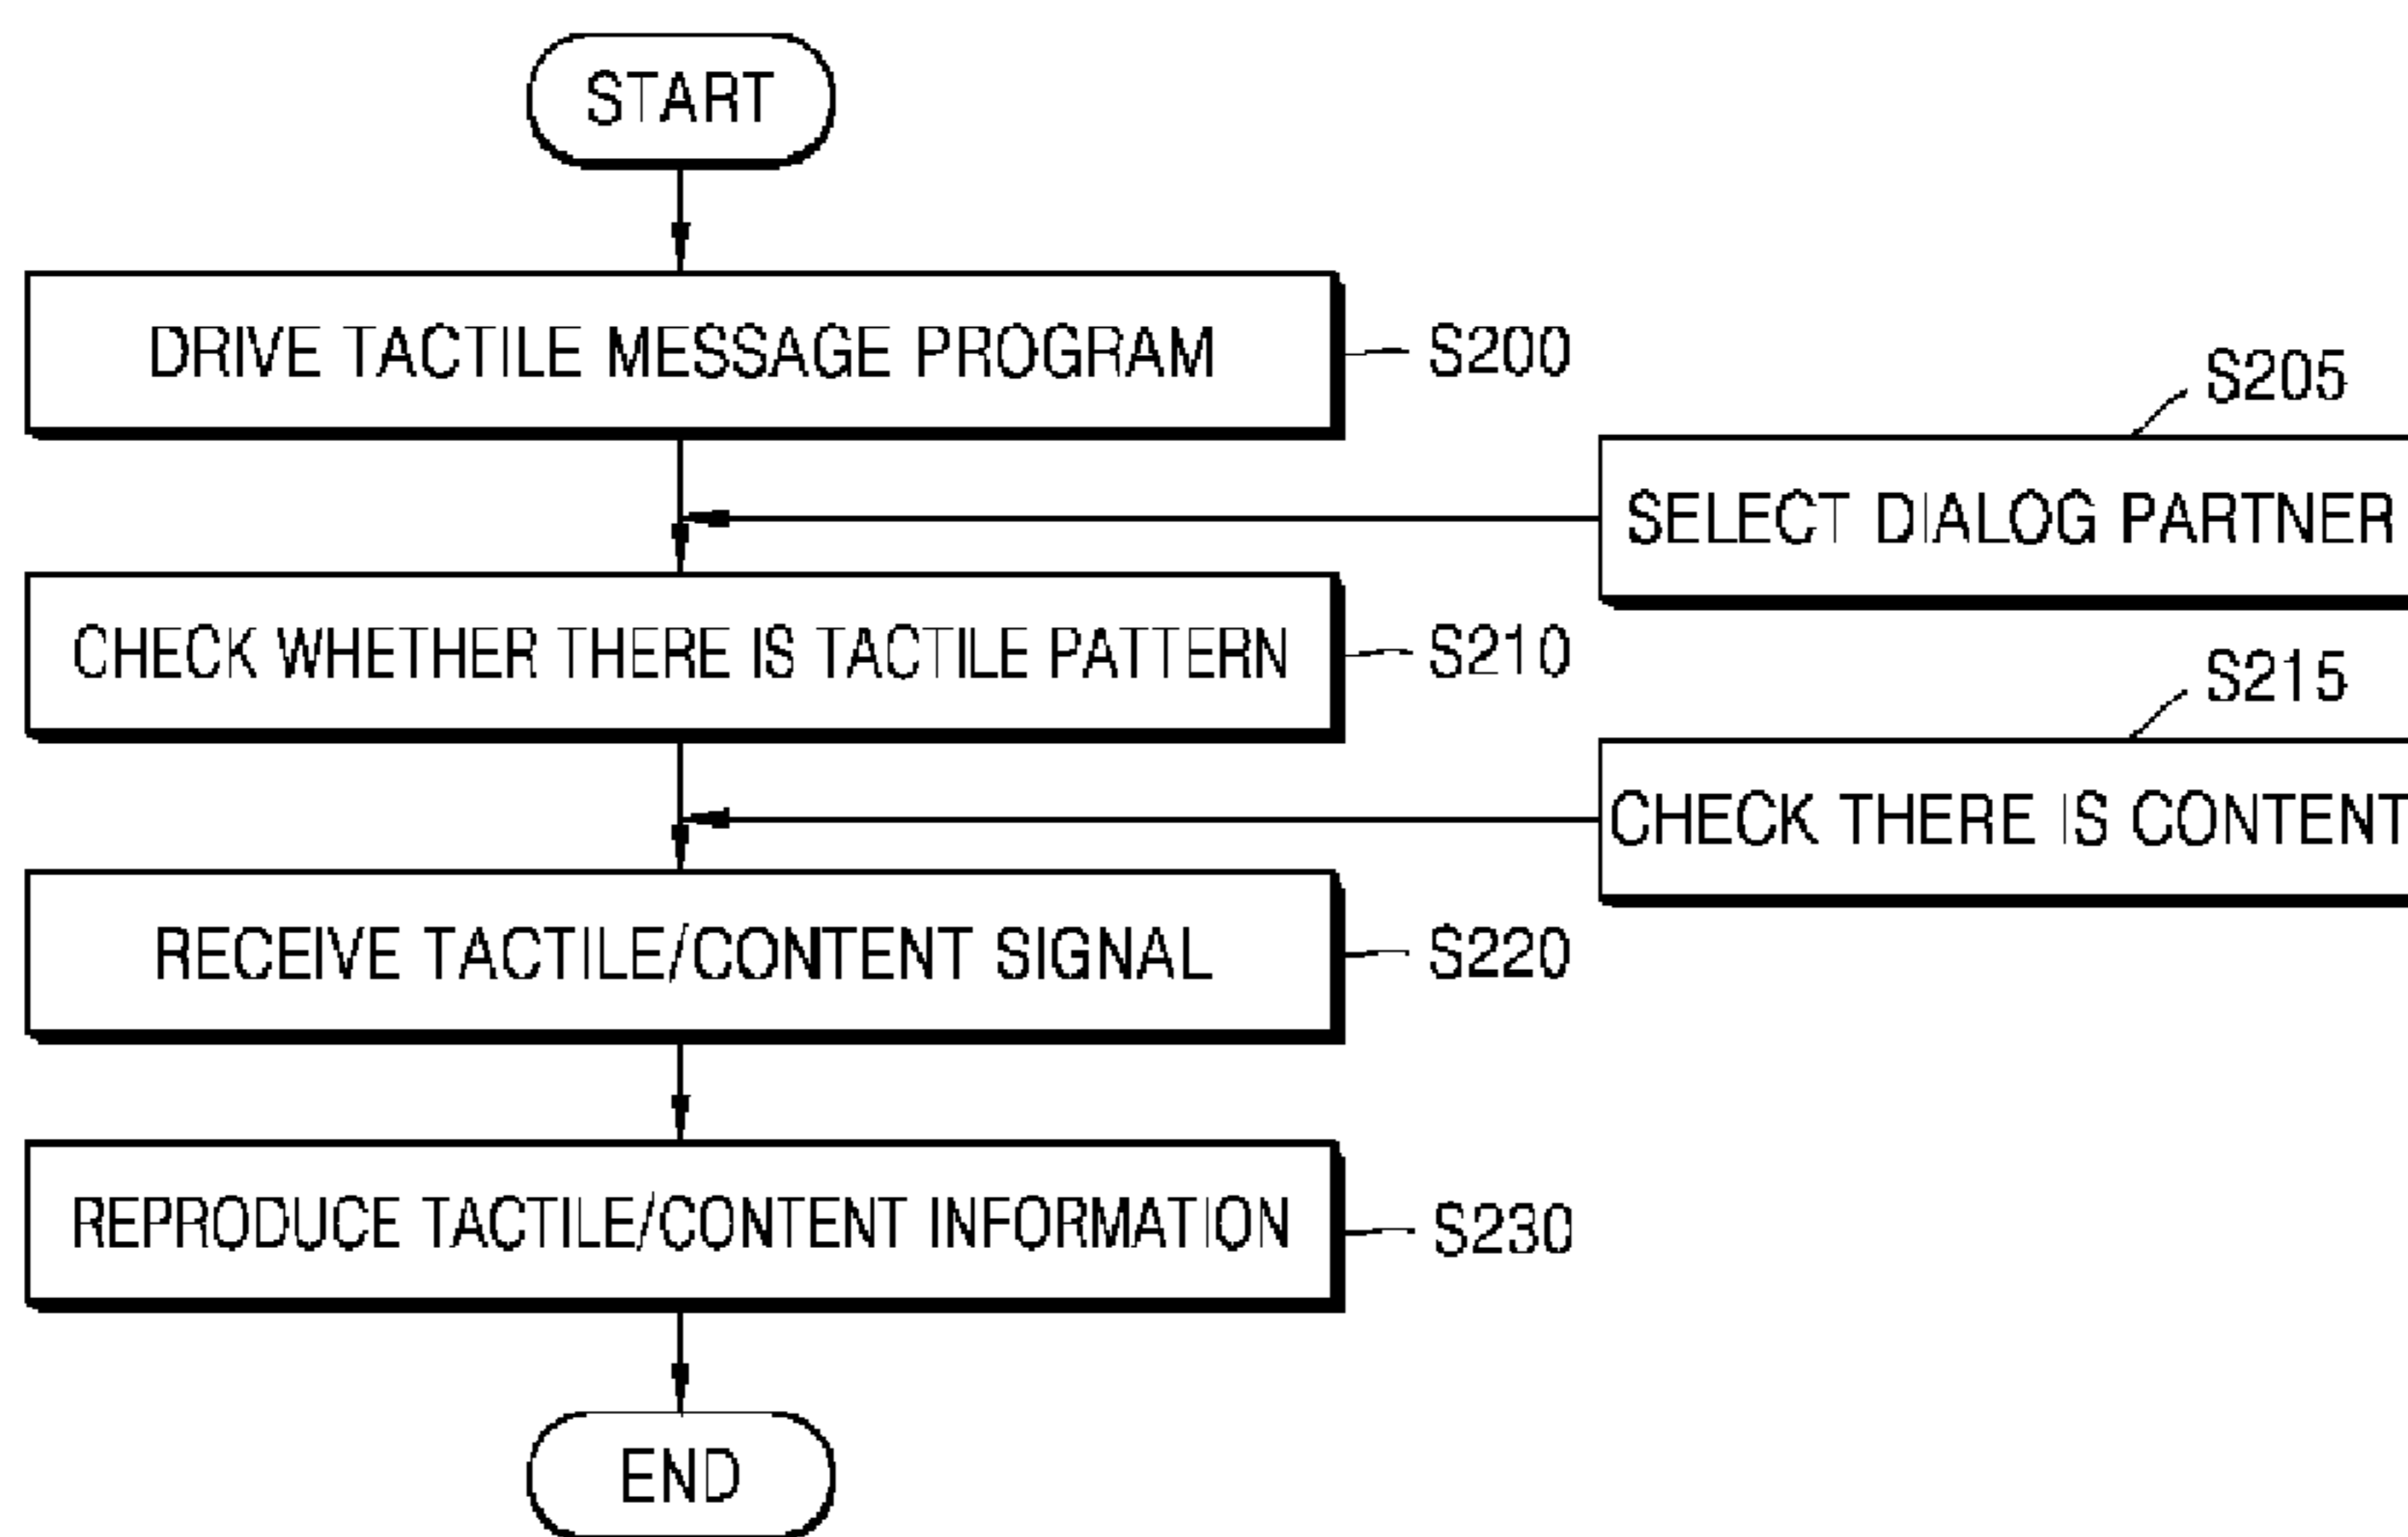 START
DRIVE TACTILE MESSAGE PROGRAM
S200
S205
SELECT DIALOG PARTNER
CHECK WHETHER THERE IS TACTILE PATTERN
S210
S215
CHECK THERE IS CONTENT
RECEIVE TACTILE/CONTENT SIGNAL
S220
REPRODUCE TACTILE/CONTENT INFORMATION
S230
END